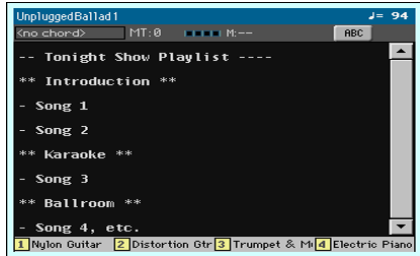 UnpluggedBallad1 ♩= 94
<no chord> MT:0 M:-- ABC
-- Tonight Show Playlist ----
** Introduction **
- Song 1
- Song 2
** Karaoke **
- Song 3
** Ballroom **
- Song 4, etc.
1 Nylon Guitar 2 Distortion Gtr 3 Trumpet & 4 Electric Piano